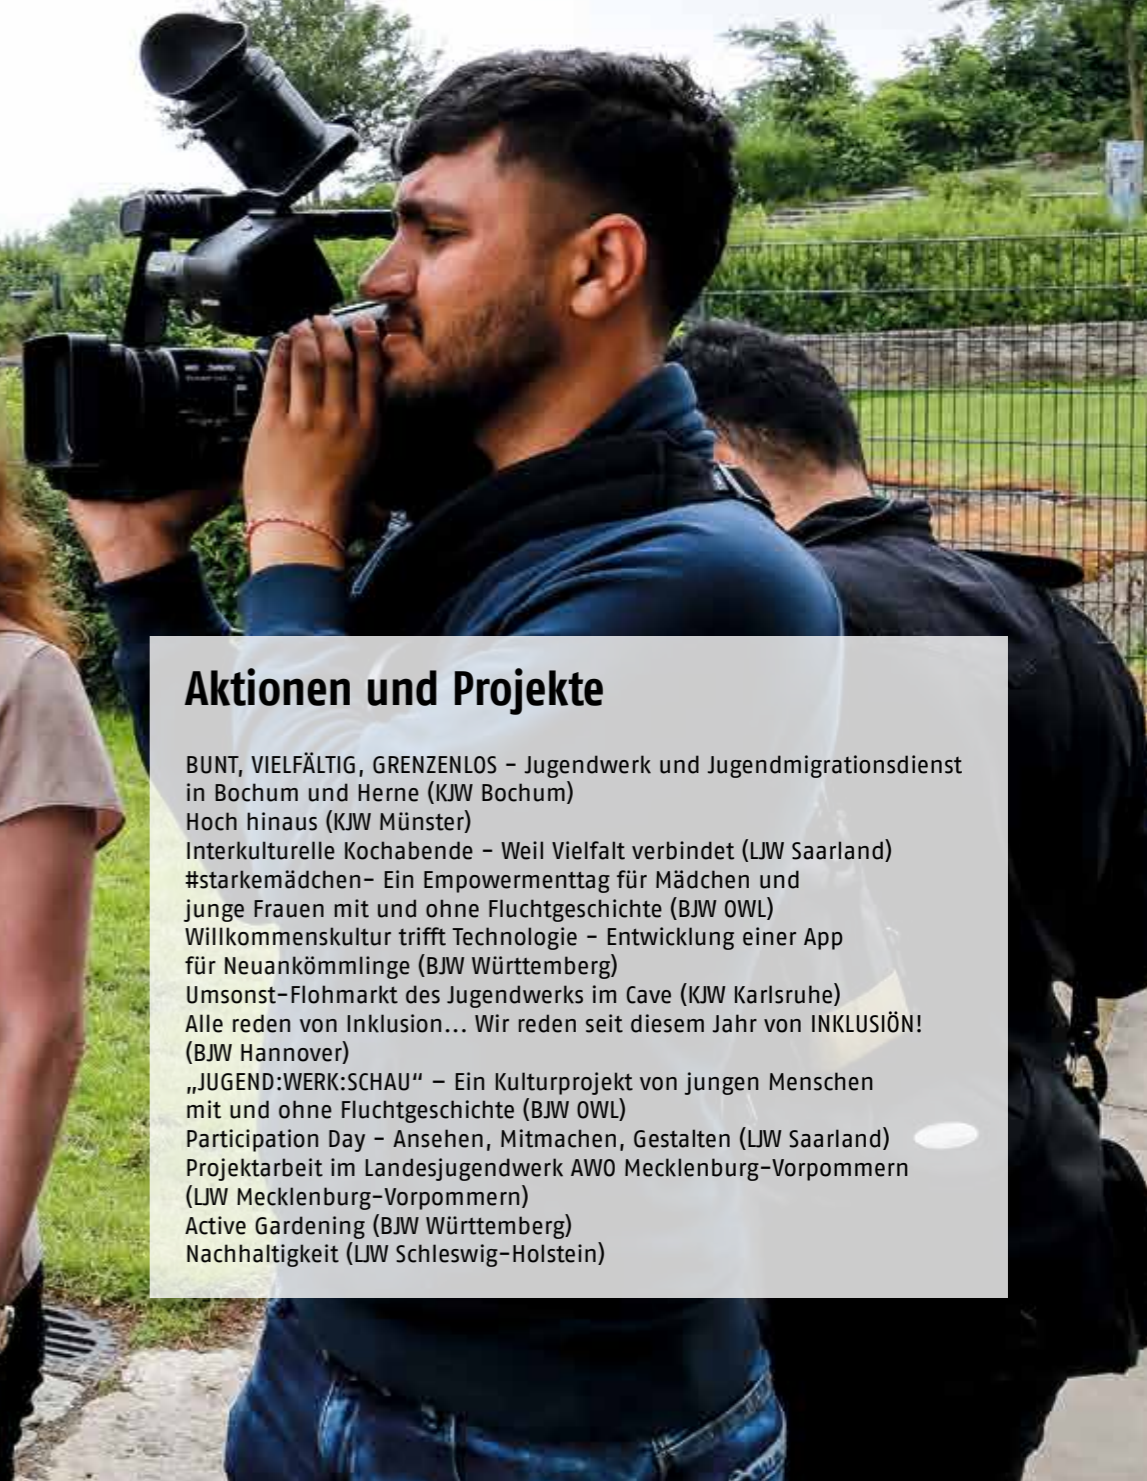 Aktionen und Projekte
BUNT, VIELFÄLTIG, GRENZENLOS – Jugendwerk und Jugendmigrationsdienst
in Bochum und Herne (KJW Bochum)
Hoch hinaus (KJW Münster)
Interkulturelle Kochabende – Weil Vielfalt verbindet (LJW Saarland)
#starkemädchen– Ein Empowermenttag für Mädchen und
junge Frauen mit und ohne Fluchtgeschichte (BJW OWL)
Willkommenskultur trifft Technologie – Entwicklung einer App
für Neuankömmlinge (BJW Württemberg)
Umsonst-Flohmarkt des Jugendwerks im Cave (KJW Karlsruhe)
Alle reden von Inklusion... Wir reden seit diesem Jahr von INKLUSIÖN!
(BJW Hannover)
„JUGEND:WERK:SCHAU“ – Ein Kulturprojekt von jungen Menschen
mit und ohne Fluchtgeschichte (BJW OWL)
Participation Day – Ansehen, Mitmachen, Gestalten (LJW Saarland)
Projektarbeit im Landesjugendwerk AWO Mecklenburg-Vorpommern
(LJW Mecklenburg-Vorpommern)
Active Gardening (BJW Württemberg)
Nachhaltigkeit (LJW Schleswig-Holstein)